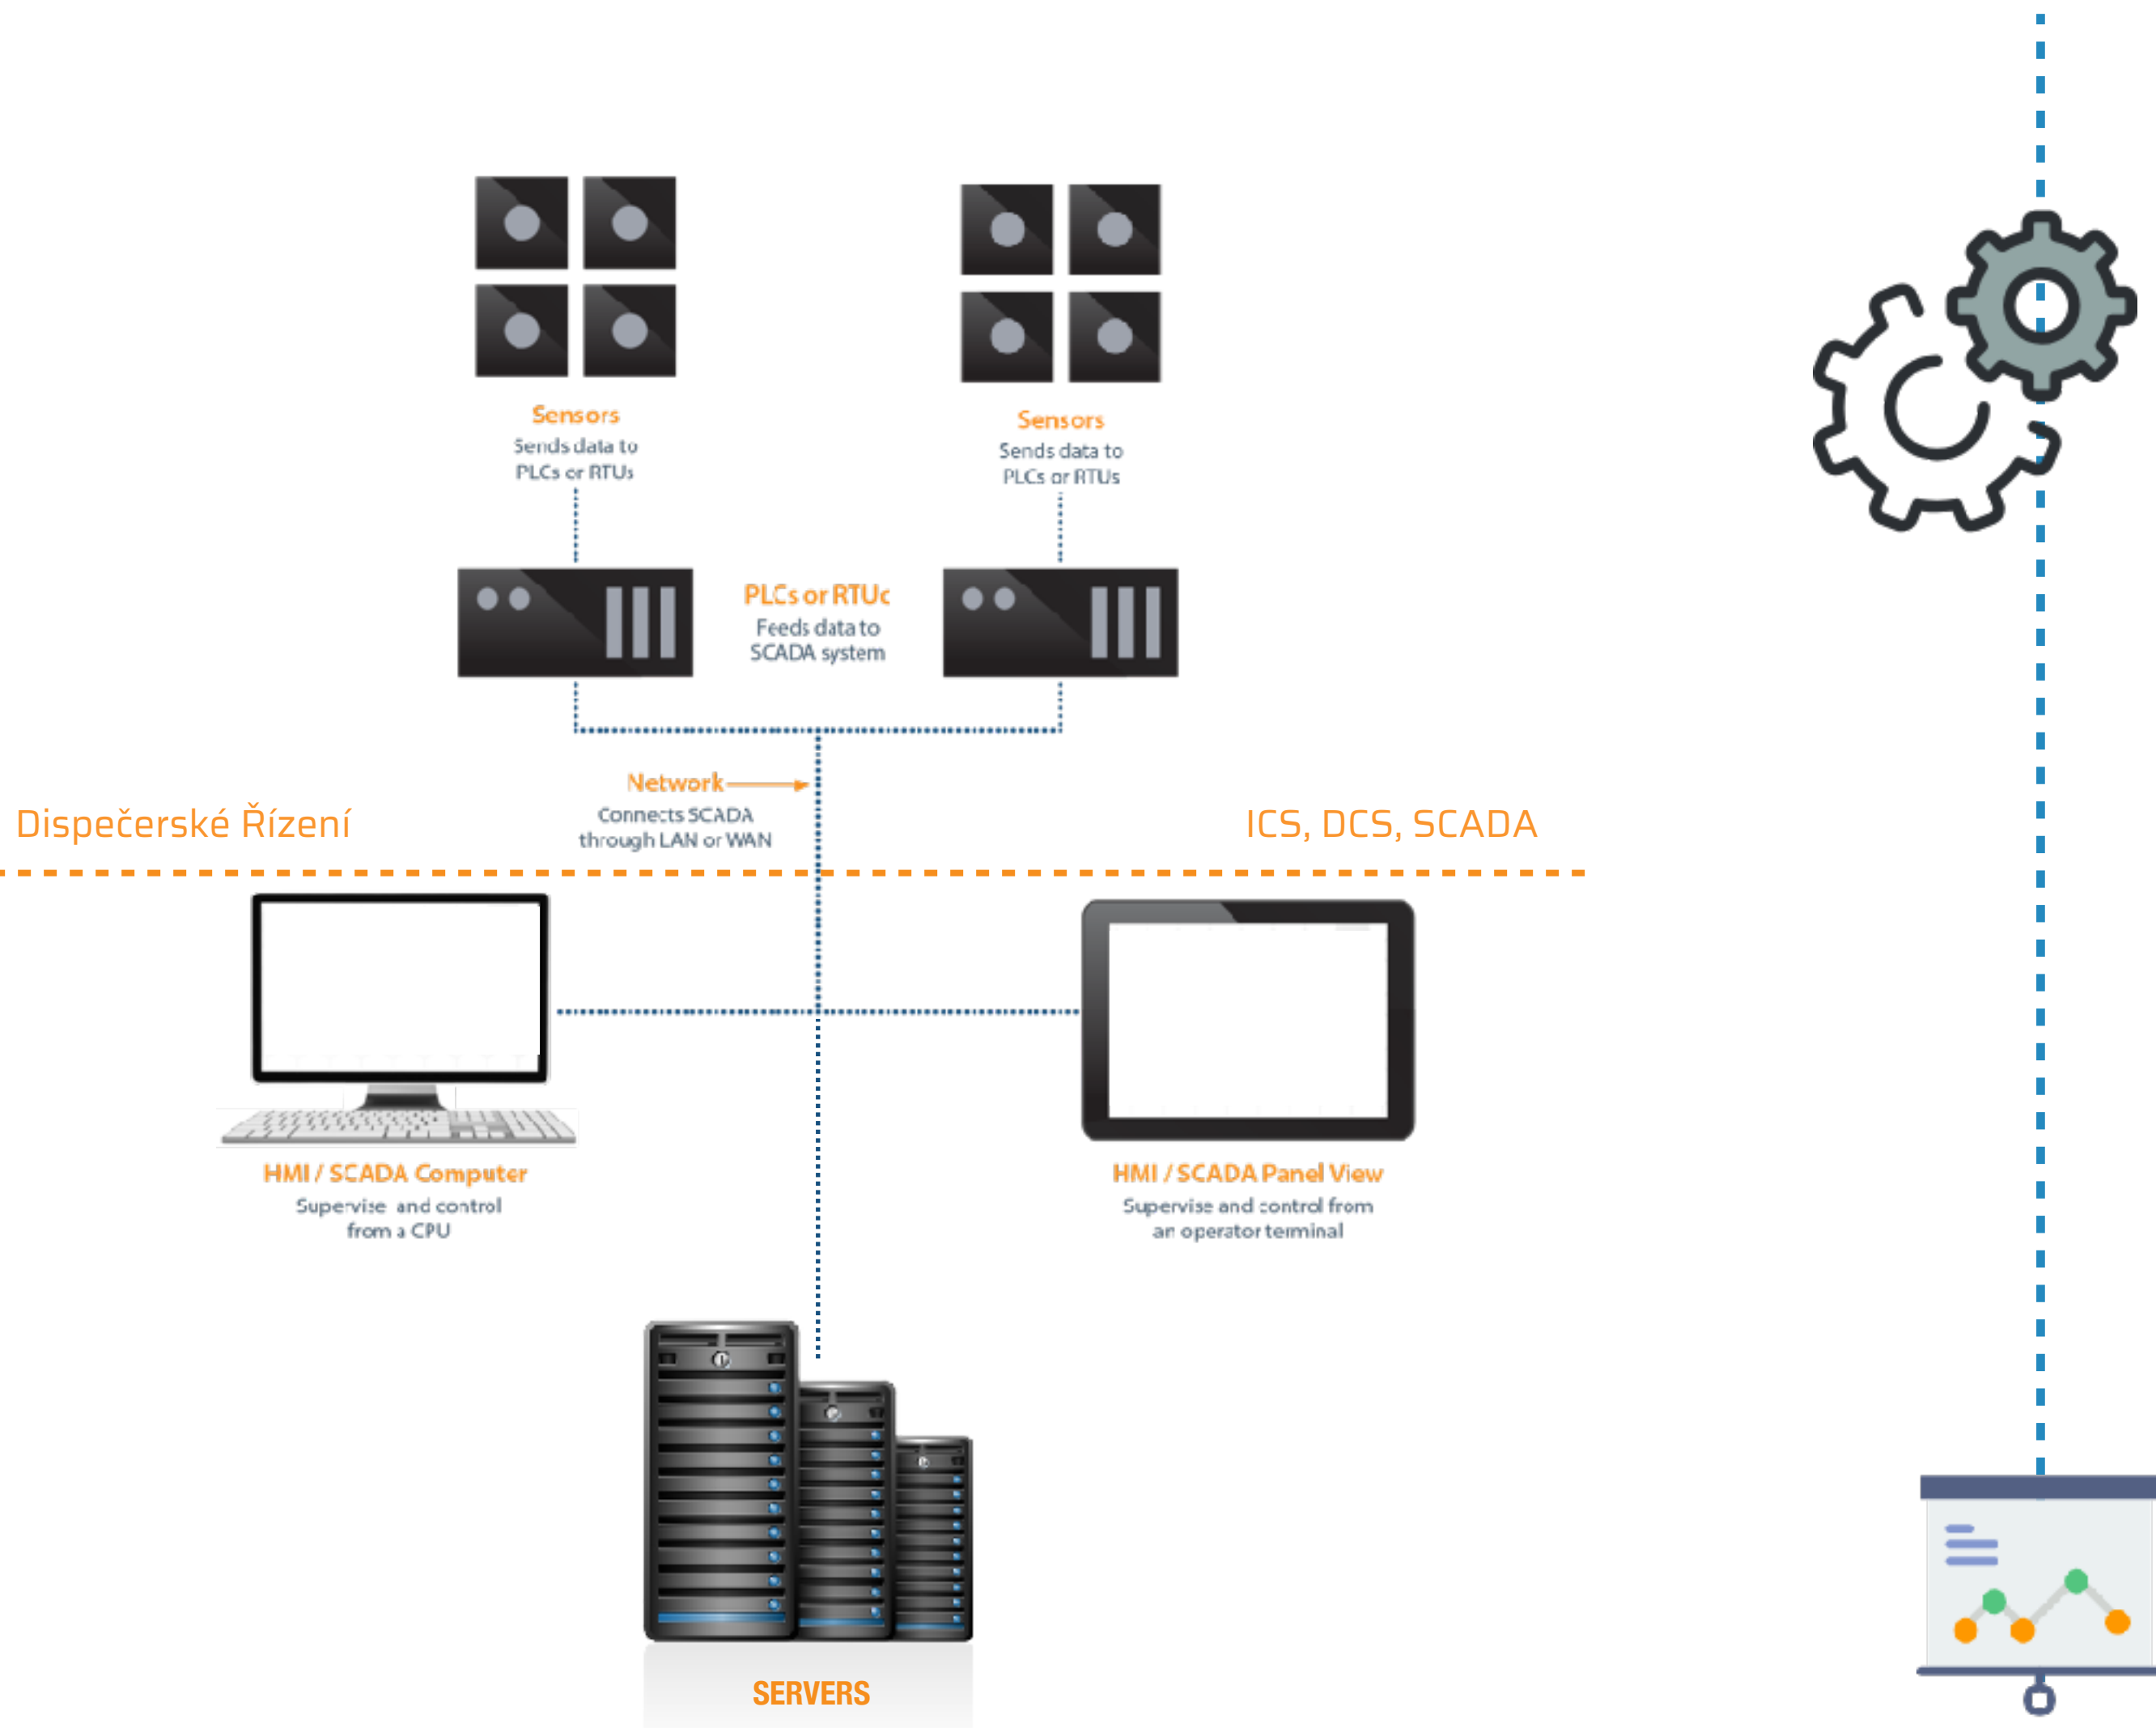 Sensors
Sends data to
PLCs or RTUs
Sensors
Sends data to
PLCs or RTUs
PLCs or RTUc
Feeds data to
SCADA system
Network
Connects SCADA
through LAN or WAN
Dispečerské Řízení
ICS, DCS, SCADA
HMI / SCADA Computer
Supervise and control
from a CPU
HMI / SCADA Panel View
Supervise and control from
an operator terminal
SERVERS